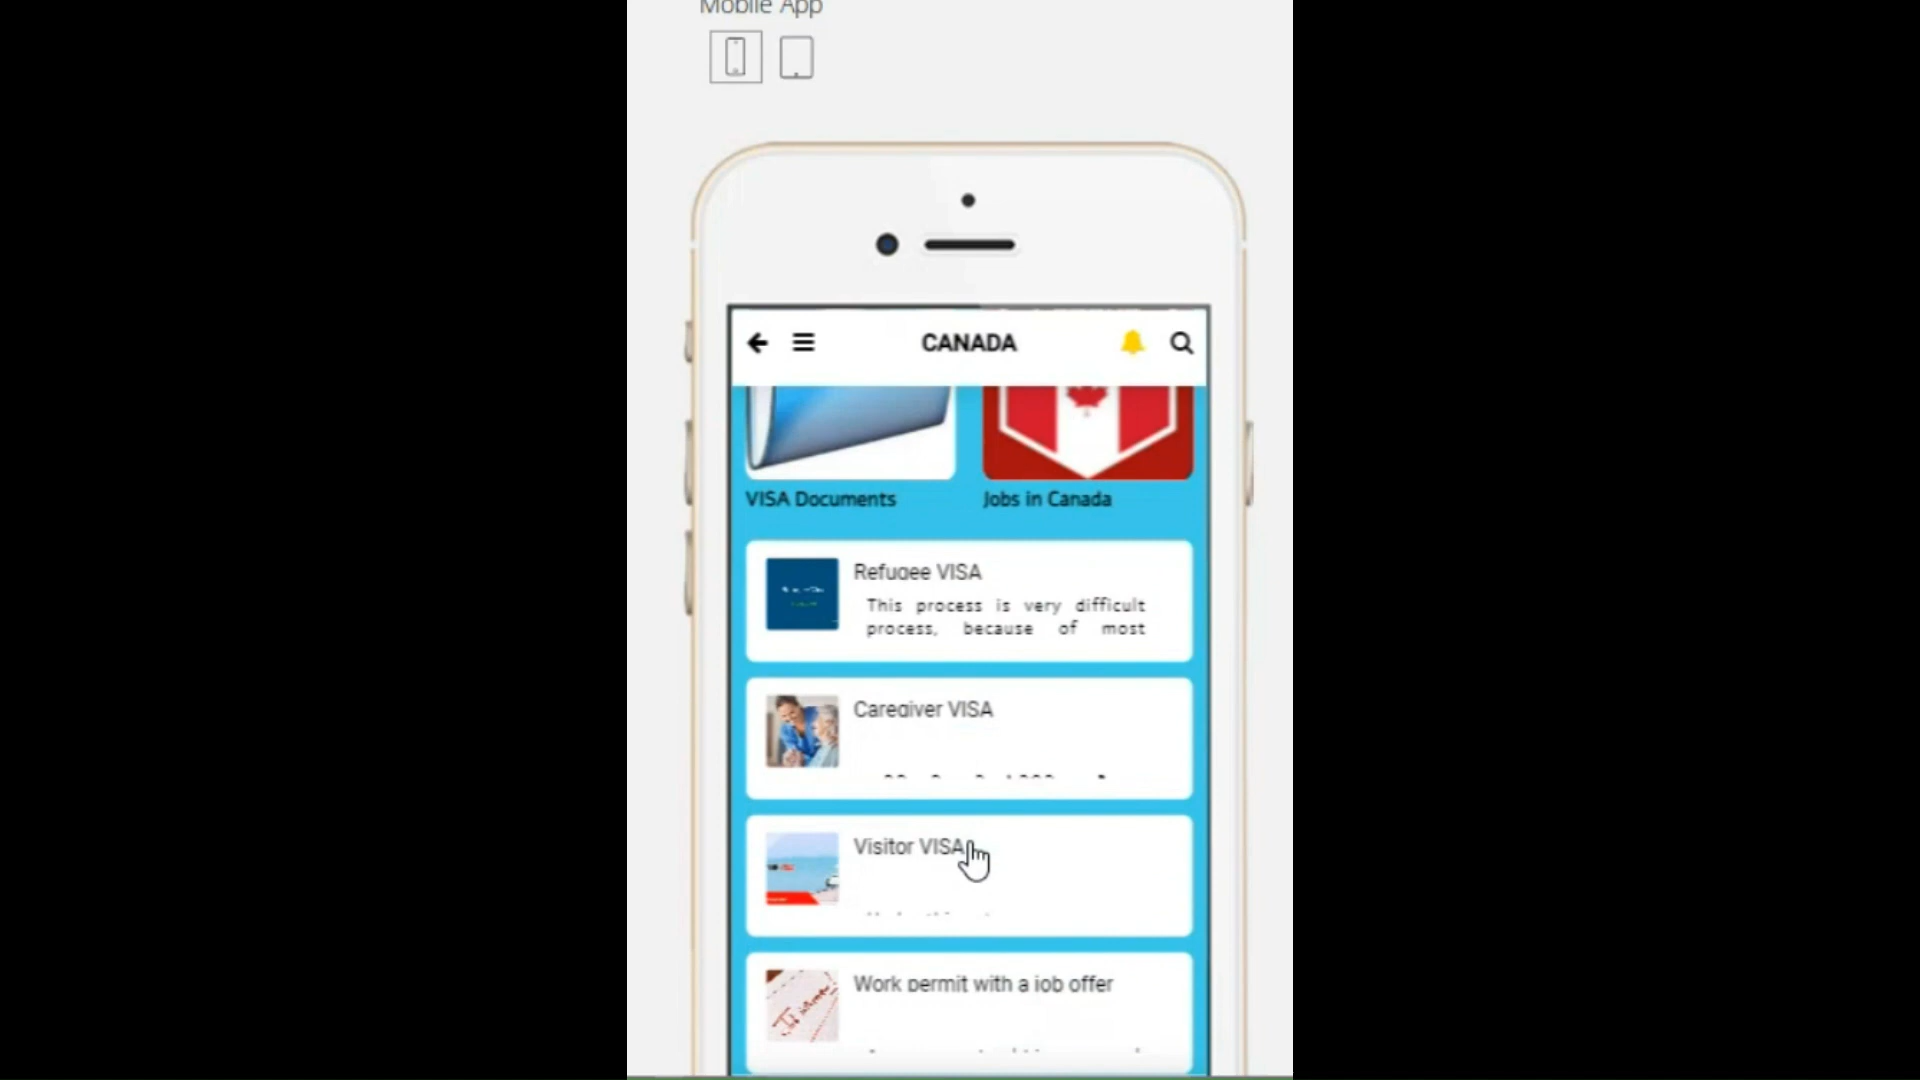 Mobile App
CANADA
VISA Documents
Jobs in Canada
Refugee VISA
This process is very difficult
process, because of most
Caregiver VISA
Visitor VISA
Work permit with a job offer